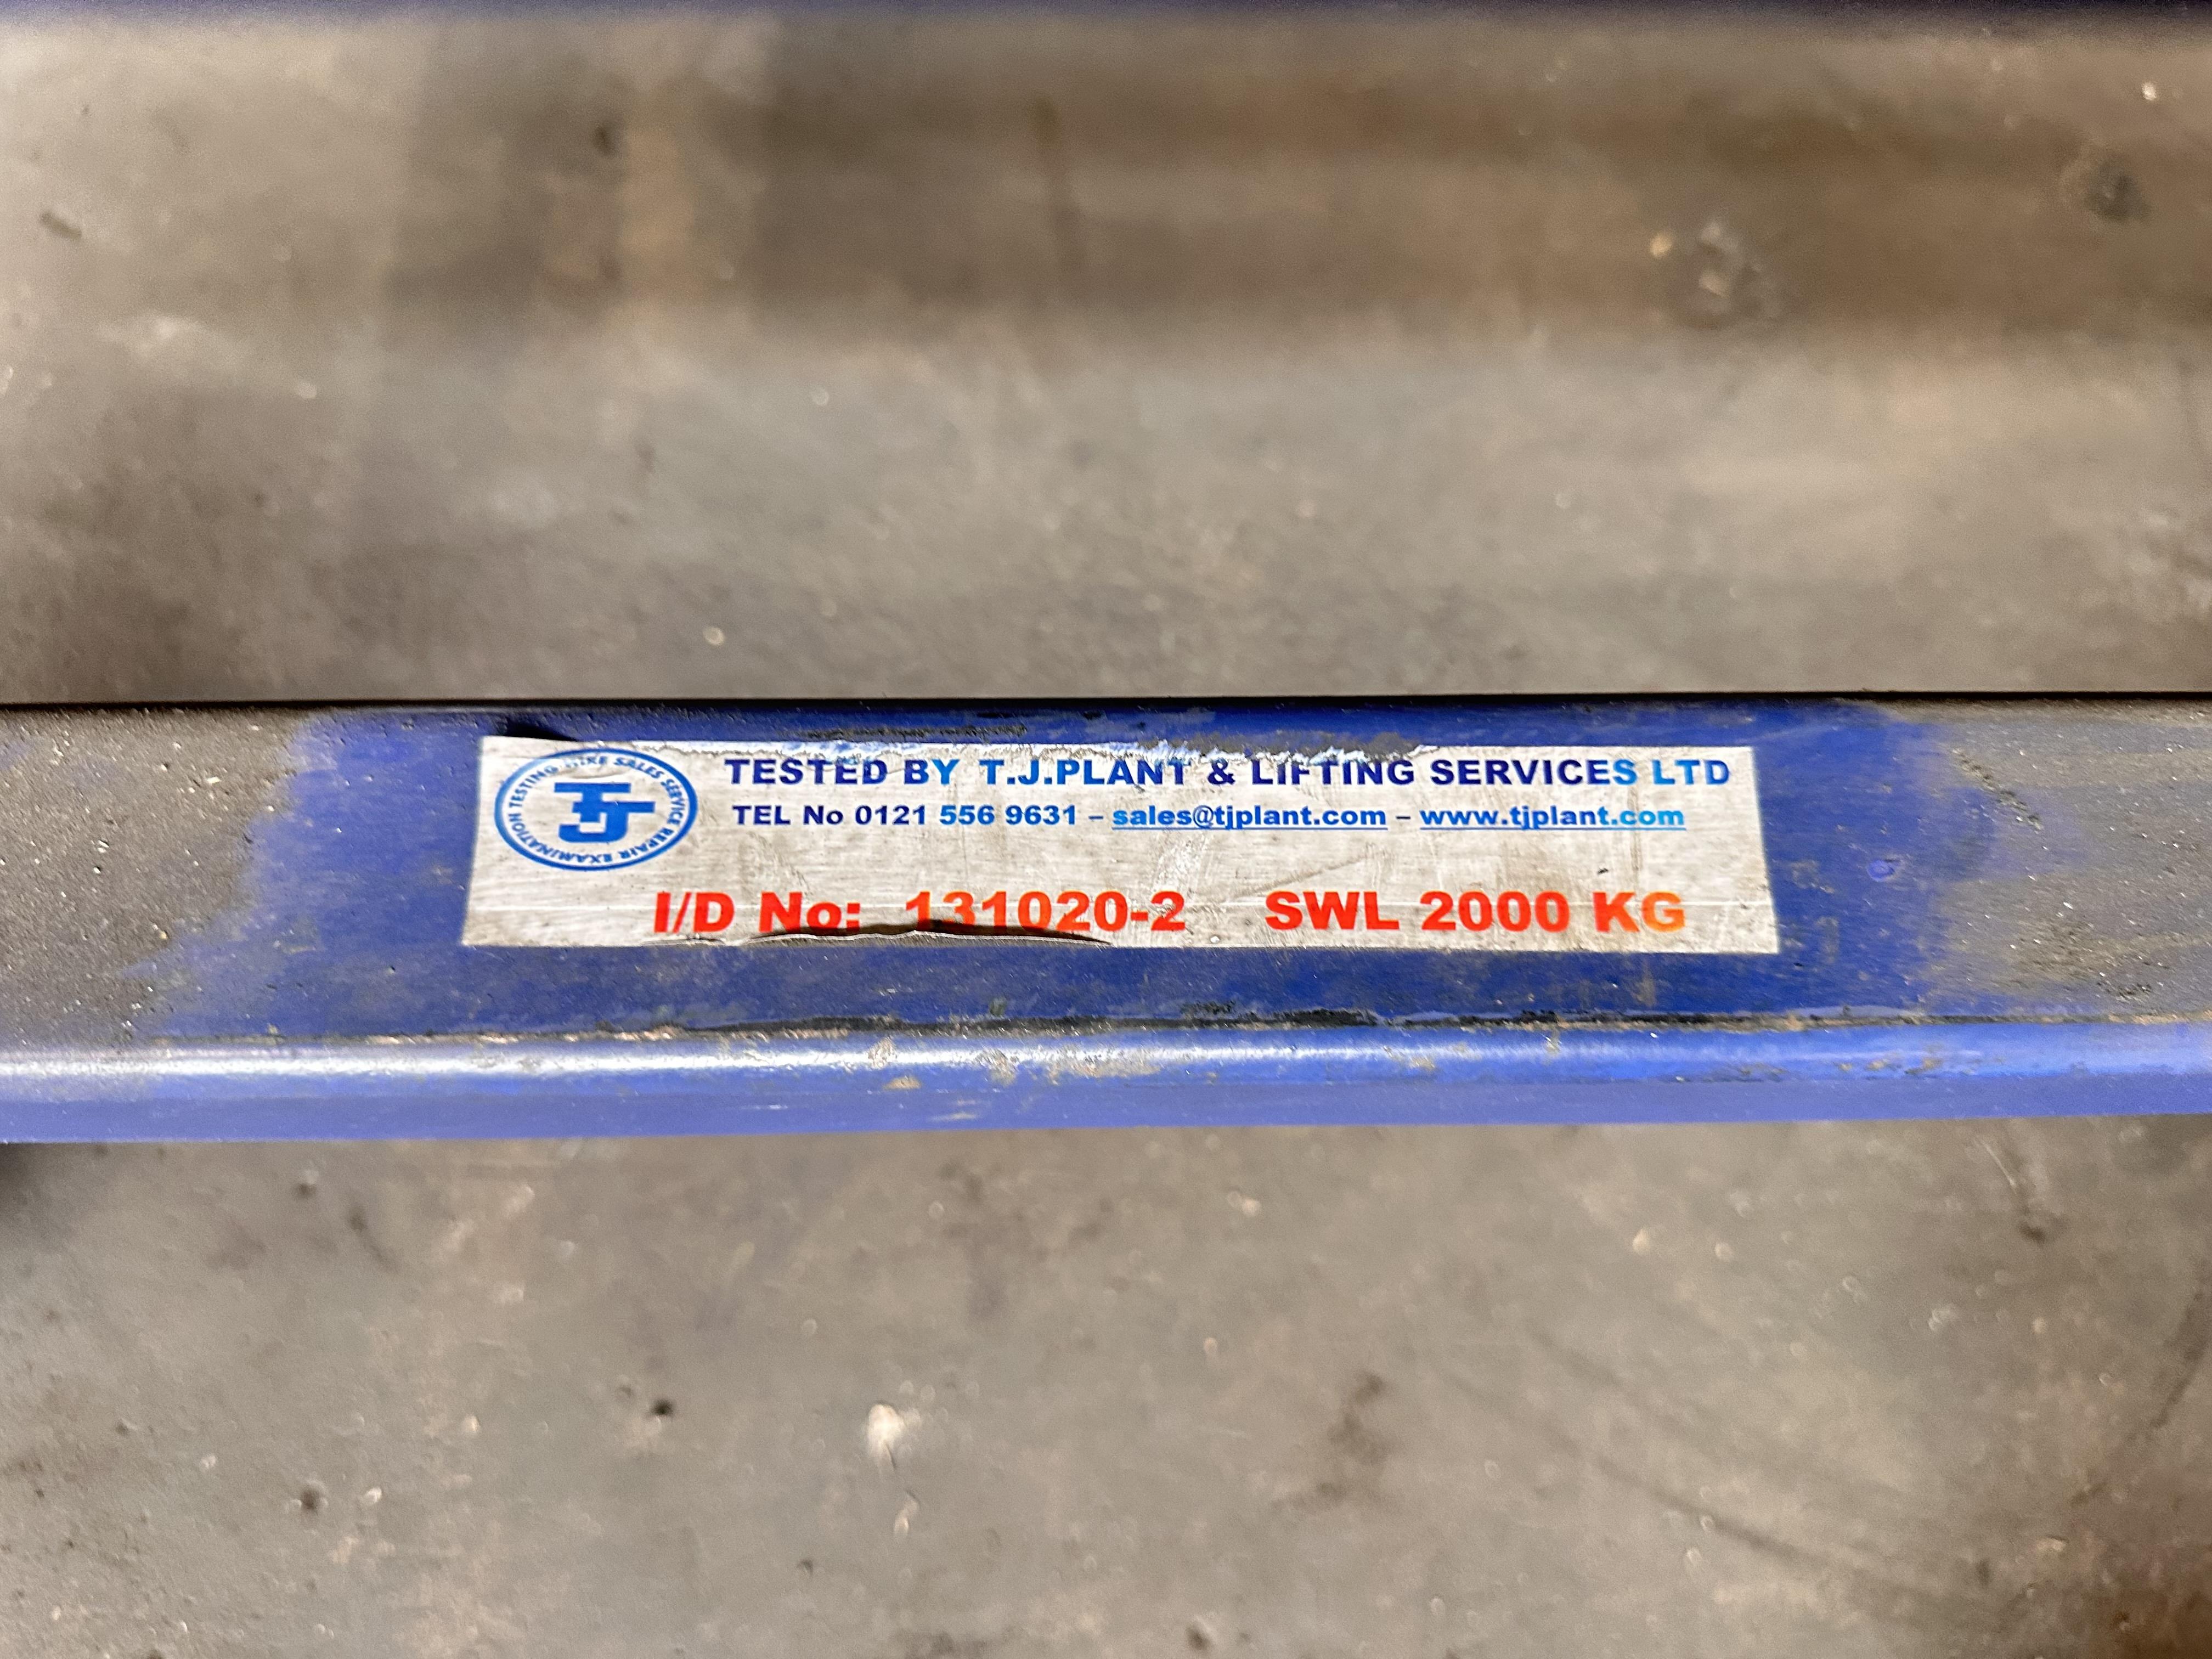 TESTED BY T.J.PLANT & LIFTING SERVICES LTD
TEL No 0121 556 9631 – sales@tjplant.com – www.tjplant.com
TJ
SALES SERVICE REPAIR EXAMINATION TESTING
I/D No: 131020-2 SWL 2000 KG